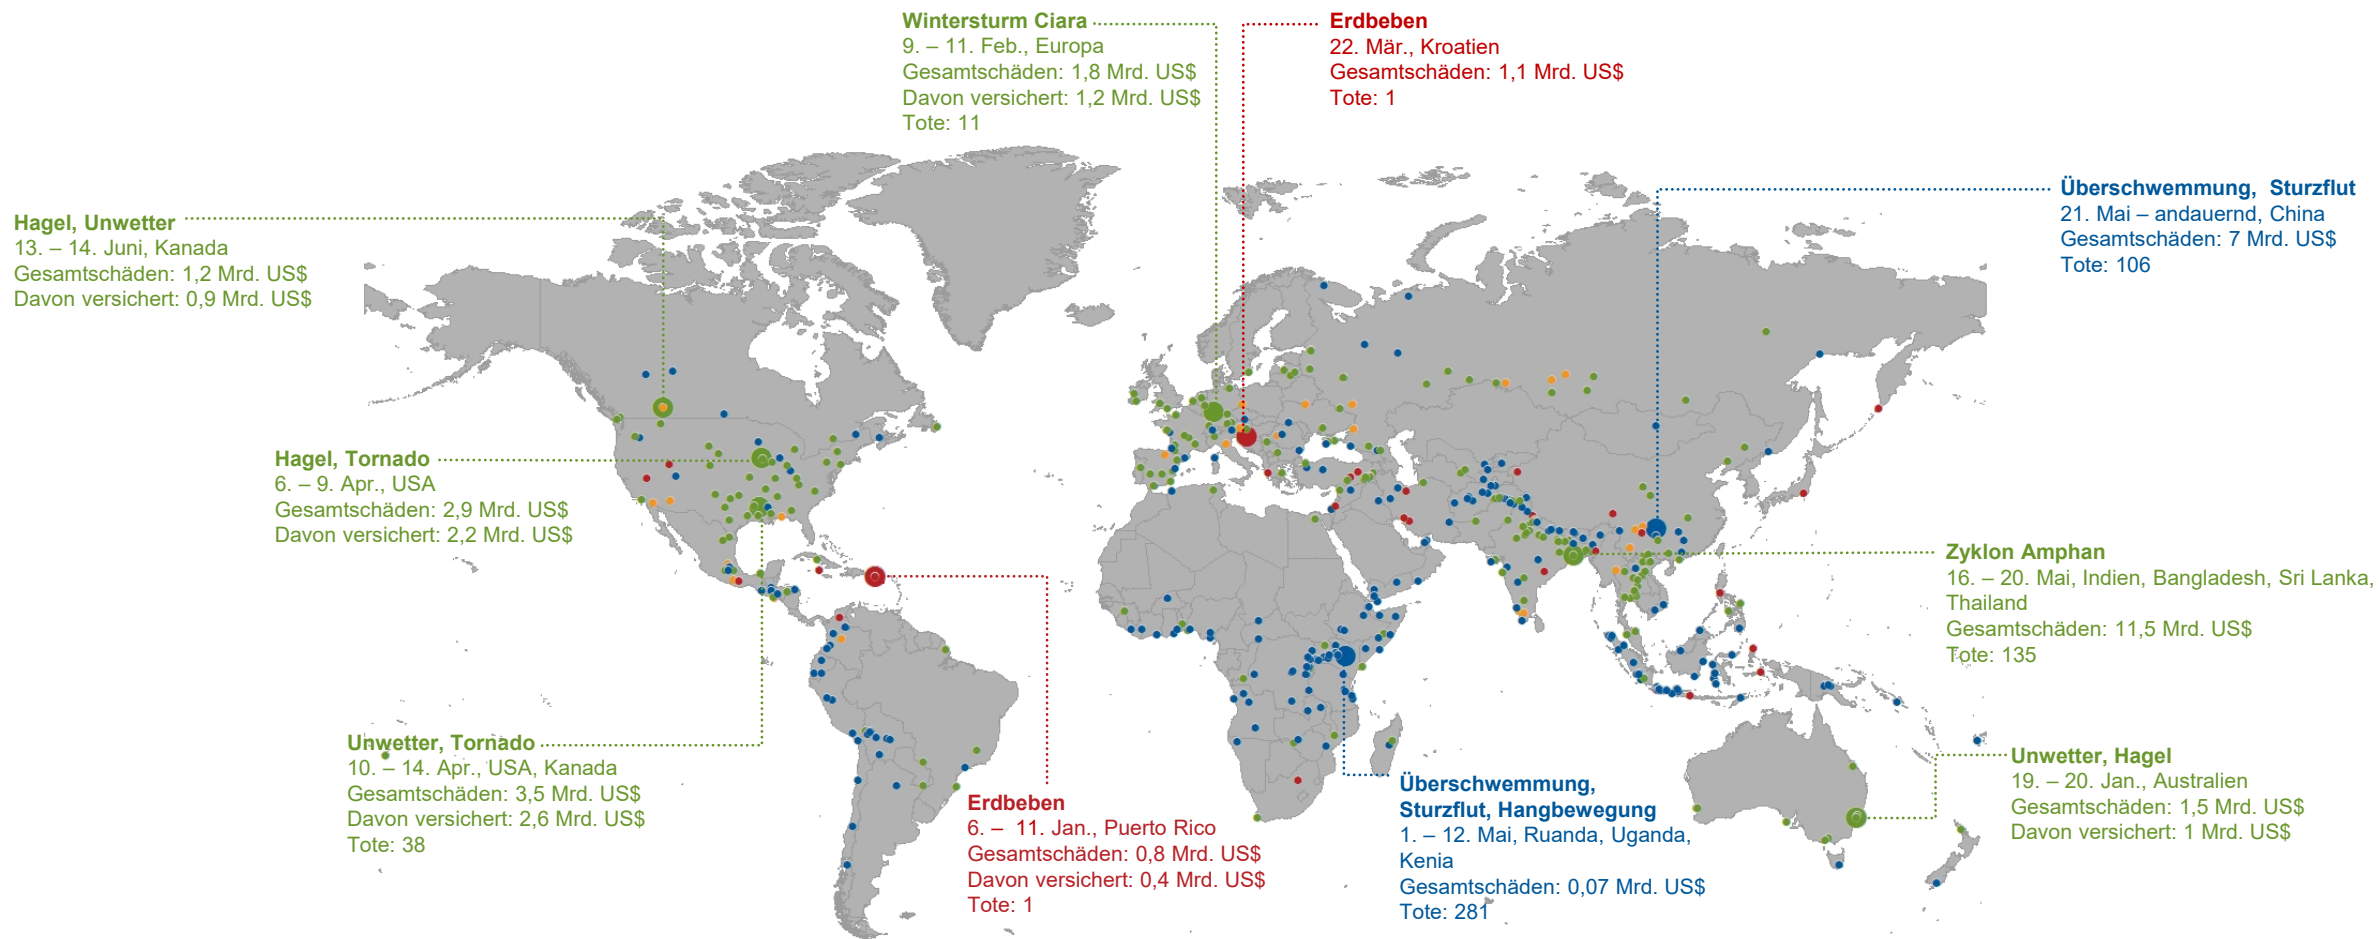 Wintersturm Ciara
9. – 11. Feb., Europa
Gesamtschäden: 1,8 Mrd. US$
Davon versichert: 1,2 Mrd. US$
Tote: 11
Erdbeben
22. Mär., Kroatien
Gesamtschäden: 1,1 Mrd. US$
Tote: 1
Überschwemmung, Sturzflut
21. Mai – andauernd, China
Gesamtschäden: 7 Mrd. US$
Tote: 106
Hagel, Unwetter
13. – 14. Juni, Kanada
Gesamtschäden: 1,2 Mrd. US$
Davon versichert: 0,9 Mrd. US$
Hagel, Tornado
6. – 9. Apr., USA
Gesamtschäden: 2,9 Mrd. US$
Davon versichert: 2,2 Mrd. US$
Zyklon Amphan
16. – 20. Mai, Indien, Bangladesh, Sri Lanka,
Thailand
Gesamtschäden: 11,5 Mrd. US$
Tote: 135
Unwetter, Tornado
10. – 14. Apr., USA, Kanada
Gesamtschäden: 3,5 Mrd. US$
Davon versichert: 2,6 Mrd. US$
Tote: 38
Erdbeben
6. – 11. Jan., Puerto Rico
Gesamtschäden: 0,8 Mrd. US$
Davon versichert: 0,4 Mrd. US$
Tote: 1
Überschwemmung,
Sturzflut, Hangbewegung
1. – 12. Mai, Ruanda, Uganda,
Kenia
Gesamtschäden: 0,07 Mrd. US$
Tote: 281
Unwetter, Hagel
19. – 20. Jan., Australien
Gesamtschäden: 1,5 Mrd. US$
Davon versichert: 1 Mrd. US$